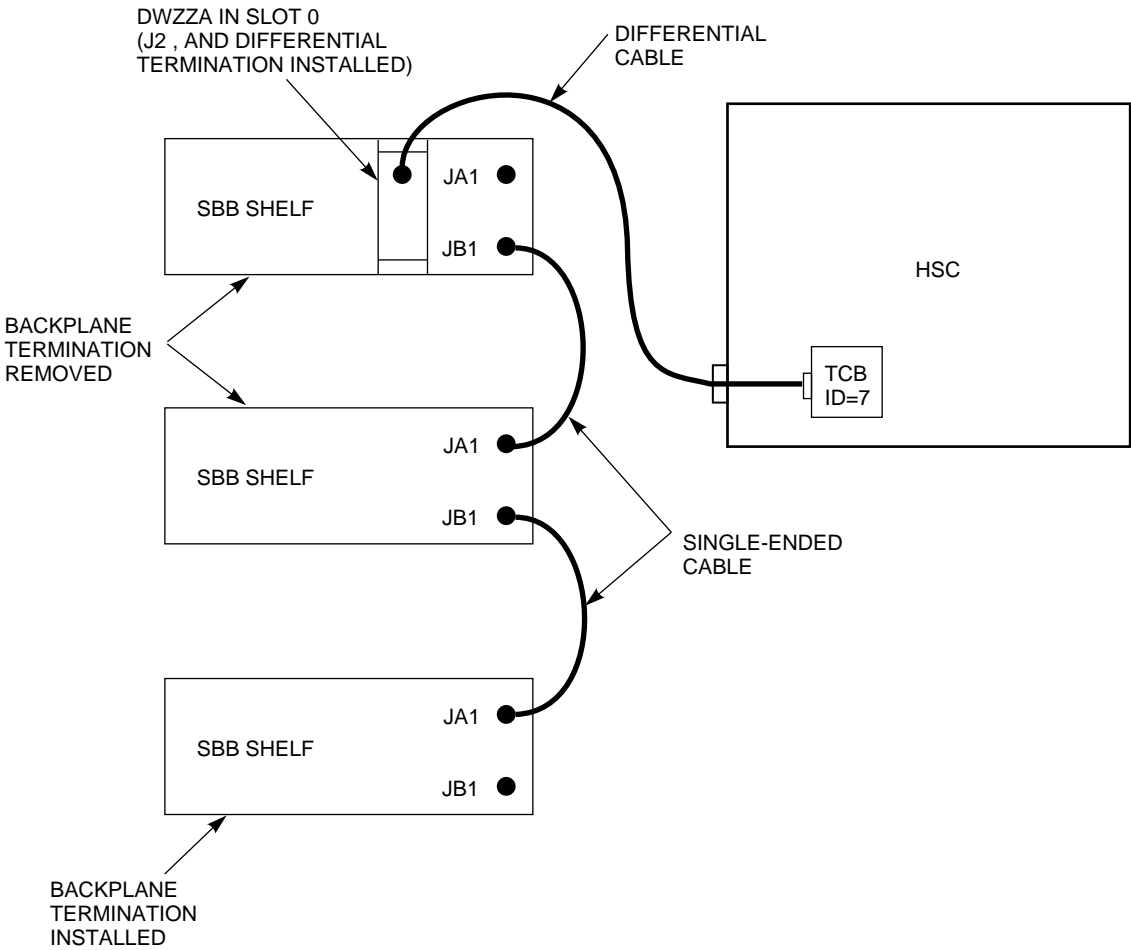 DWZZA IN SLOT 0
(J2 , AND DIFFERENTIAL
TERMINATION INSTALLED)
DIFFERENTIAL
CABLE
SBB SHELF
JA1
JB1
HSC
TCB
ID=7
BACKPLANE
TERMINATION
REMOVED
SBB SHELF
JA1
JB1
SINGLE-ENDED
CABLE
SBB SHELF
JA1
JB1
BACKPLANE
TERMINATION
INSTALLED